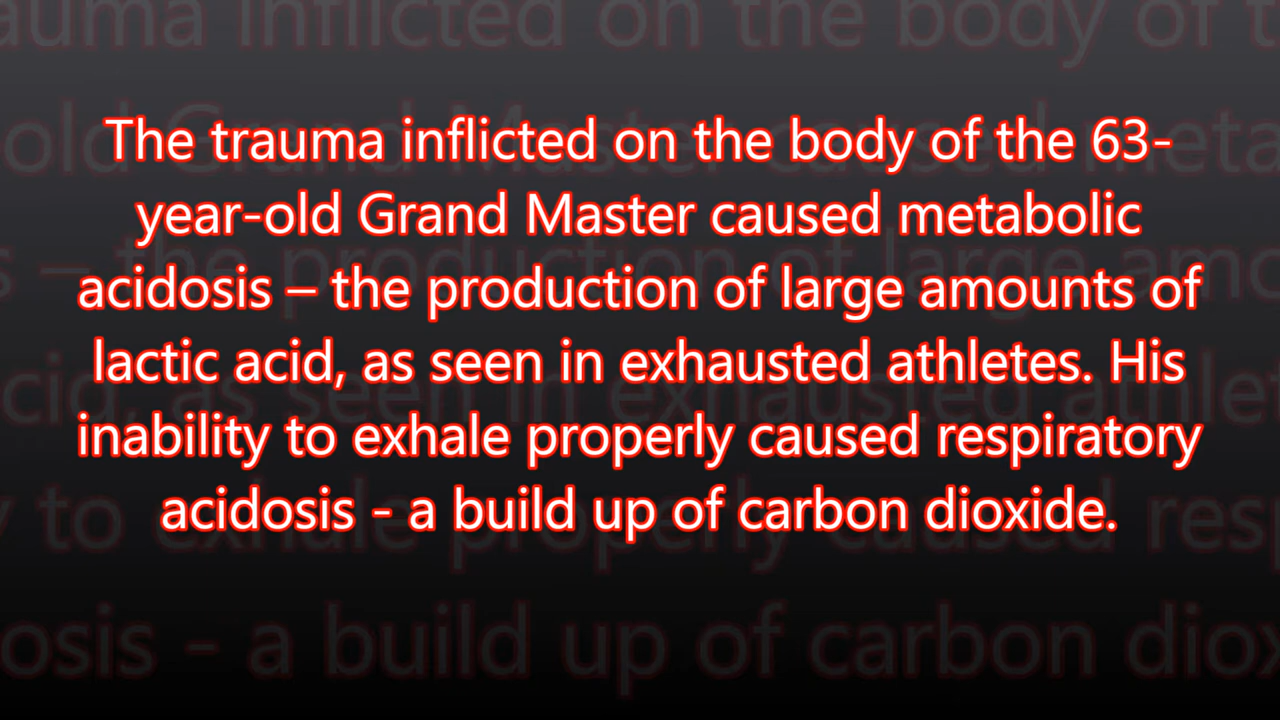 The trauma inflicted on the body of the 63-
year-old Grand Master caused metabolic
acidosis – the production of large amounts of
lactic acid, as seen in exhausted athletes. His
inability to exhale properly caused respiratory
acidosis - a build up of carbon dioxide.